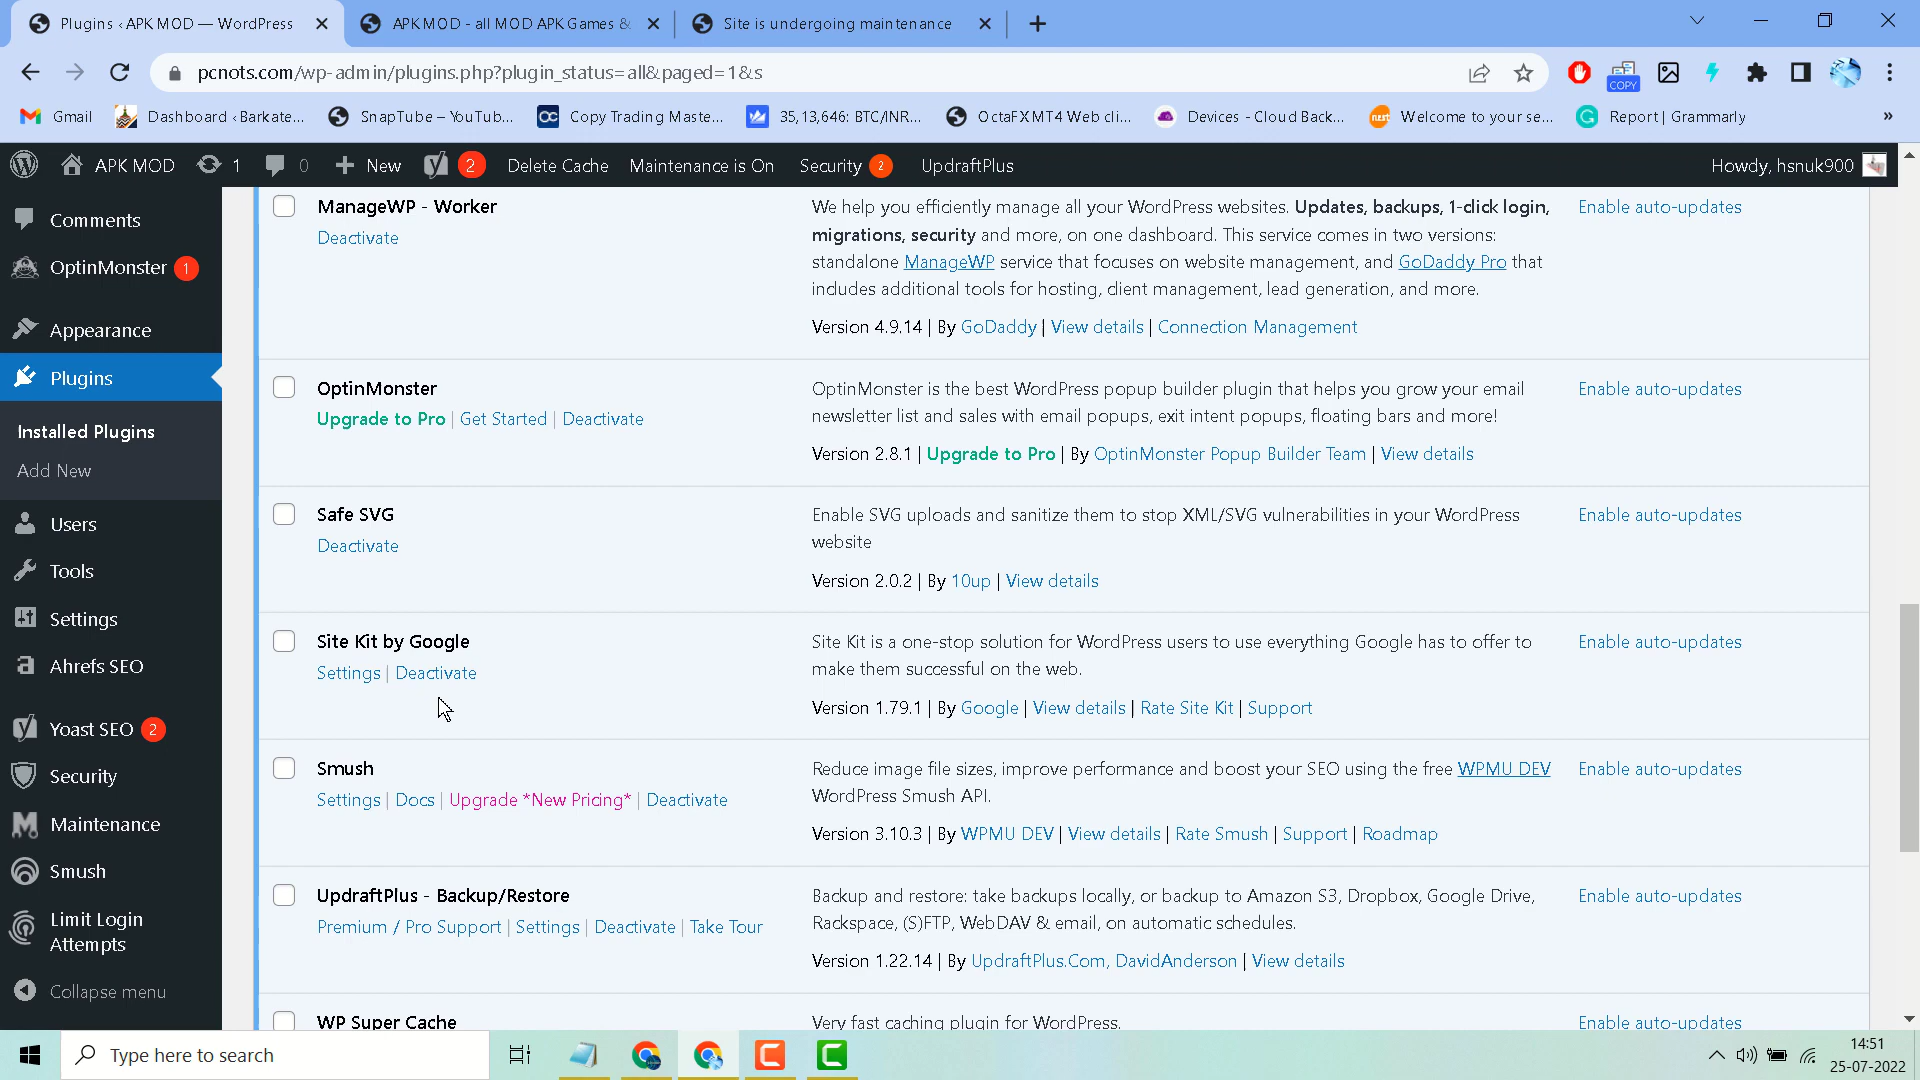 Plugins ‹ APK MOD — WordPress
APK MOD - all MOD APK Games &
Site is undergoing maintenance
pcnots.com/wp-admin/plugins.php?plugin_status=all&paged=1&s
COPY
Gmail
Dashboard ‹ Barkate...
SnapTube – YouTub...
CC
Copy Trading Maste...
35,13,646: BTC/INR...
OctaFX MT4 Web cli...
Devices - Cloud Back...
Welcome to your se...
Report | Grammarly
»
APK MOD
1
0
New
2
Delete Cache
Maintenance is On
Security 2
UpdraftPlus
Howdy, hsnuk900
Comments
OptinMonster 1
Appearance
Plugins
Installed Plugins
Add New
Users
Tools
Settings
Ahrefs SEO
Yoast SEO 2
Security
Maintenance
Smush
Limit Login
Attempts
Collapse menu
ManageWP - Worker
Deactivate
We help you efficiently manage all your WordPress websites. Updates, backups, 1-click login,
migrations, security and more, on one dashboard. This service comes in two versions:
standalone ManageWP service that focuses on website management, and GoDaddy Pro that
includes additional tools for hosting, client management, lead generation, and more.
Version 4.9.14 | By GoDaddy | View details | Connection Management
Enable auto-updates
OptinMonster
Upgrade to Pro | Get Started | Deactivate
OptinMonster is the best WordPress popup builder plugin that helps you grow your email
newsletter list and sales with email popups, exit intent popups, floating bars and more!
Version 2.8.1 | Upgrade to Pro | By OptinMonster Popup Builder Team | View details
Enable auto-updates
Safe SVG
Deactivate
Enable SVG uploads and sanitize them to stop XML/SVG vulnerabilities in your WordPress
website
Version 2.0.2 | By 10up | View details
Enable auto-updates
Site Kit by Google
Settings | Deactivate
Site Kit is a one-stop solution for WordPress users to use everything Google has to offer to
make them successful on the web.
Version 1.79.1 | By Google | View details | Rate Site Kit | Support
Enable auto-updates
Smush
Settings | Docs | Upgrade *New Pricing* | Deactivate
Reduce image file sizes, improve performance and boost your SEO using the free WPMU DEV
WordPress Smush API.
Version 3.10.3 | By WPMU DEV | View details | Rate Smush | Support | Roadmap
Enable auto-updates
UpdraftPlus - Backup/Restore
Premium / Pro Support | Settings | Deactivate | Take Tour
Backup and restore: take backups locally, or backup to Amazon S3, Dropbox, Google Drive,
Rackspace, (S)FTP, WebDAV & email, on automatic schedules.
Version 1.22.14 | By UpdraftPlus.Com, DavidAnderson | View details
Enable auto-updates
WP Super Cache
Very fast caching plugin for WordPress.
Enable auto-updates
Type here to search
14:51
25-07-2022